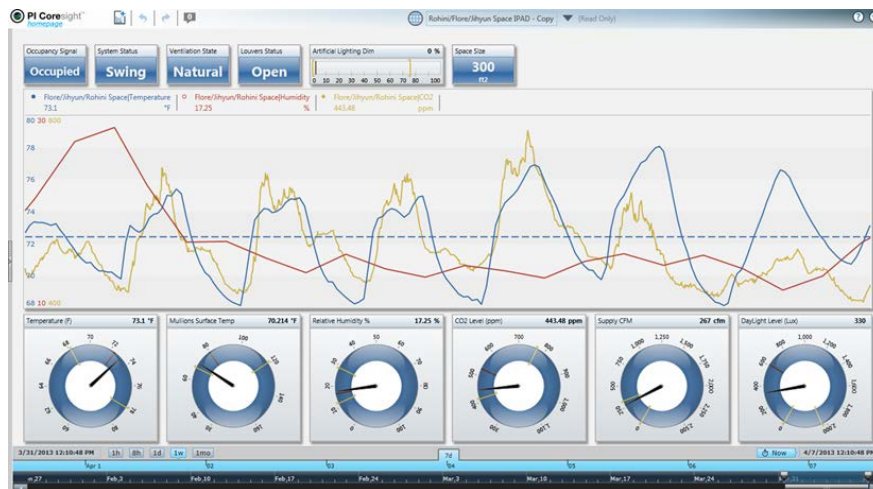 PI Coresight™
homepage
Rohini/Flore/Jihyun Space IPAD - Copy (Read Only)
Occupancy Signal System Status Ventilation State Louvers Status Artificial Lighting Dim 0 % Space Size
Occupied Swing Natural Open 300
ft2
0 10 20 30 40 50 60 70 80 100
Flore/Jihyun/Rohini Space|Temperature Flore/Jihyun/Rohini Space|Humidity Flore/Jihyun/Rohini Space|CO2
73.1 °F 17.25 % 443.48 ppm
80 30 800
78
76
74
72
68 10 400
Temperature (F) 73.1 °F Mullions Surface Temp 70.214 °F Relative Humidity % 17.25 % CO2 Level (ppm) 443.48 ppm Supply CFM 267 cfm DayLight Level (Lux) 330
3/31/2013 12:10:48 PM 1h 8h 1d 1w 1mo 7d Now 4/7/2013 12:10:48 PM
Apr 1 02 03 04 05 06 07
Feb,3 Feb,10 Feb,17 Feb,24 Mar,2 Mar,10 Mar,17 Mar,24